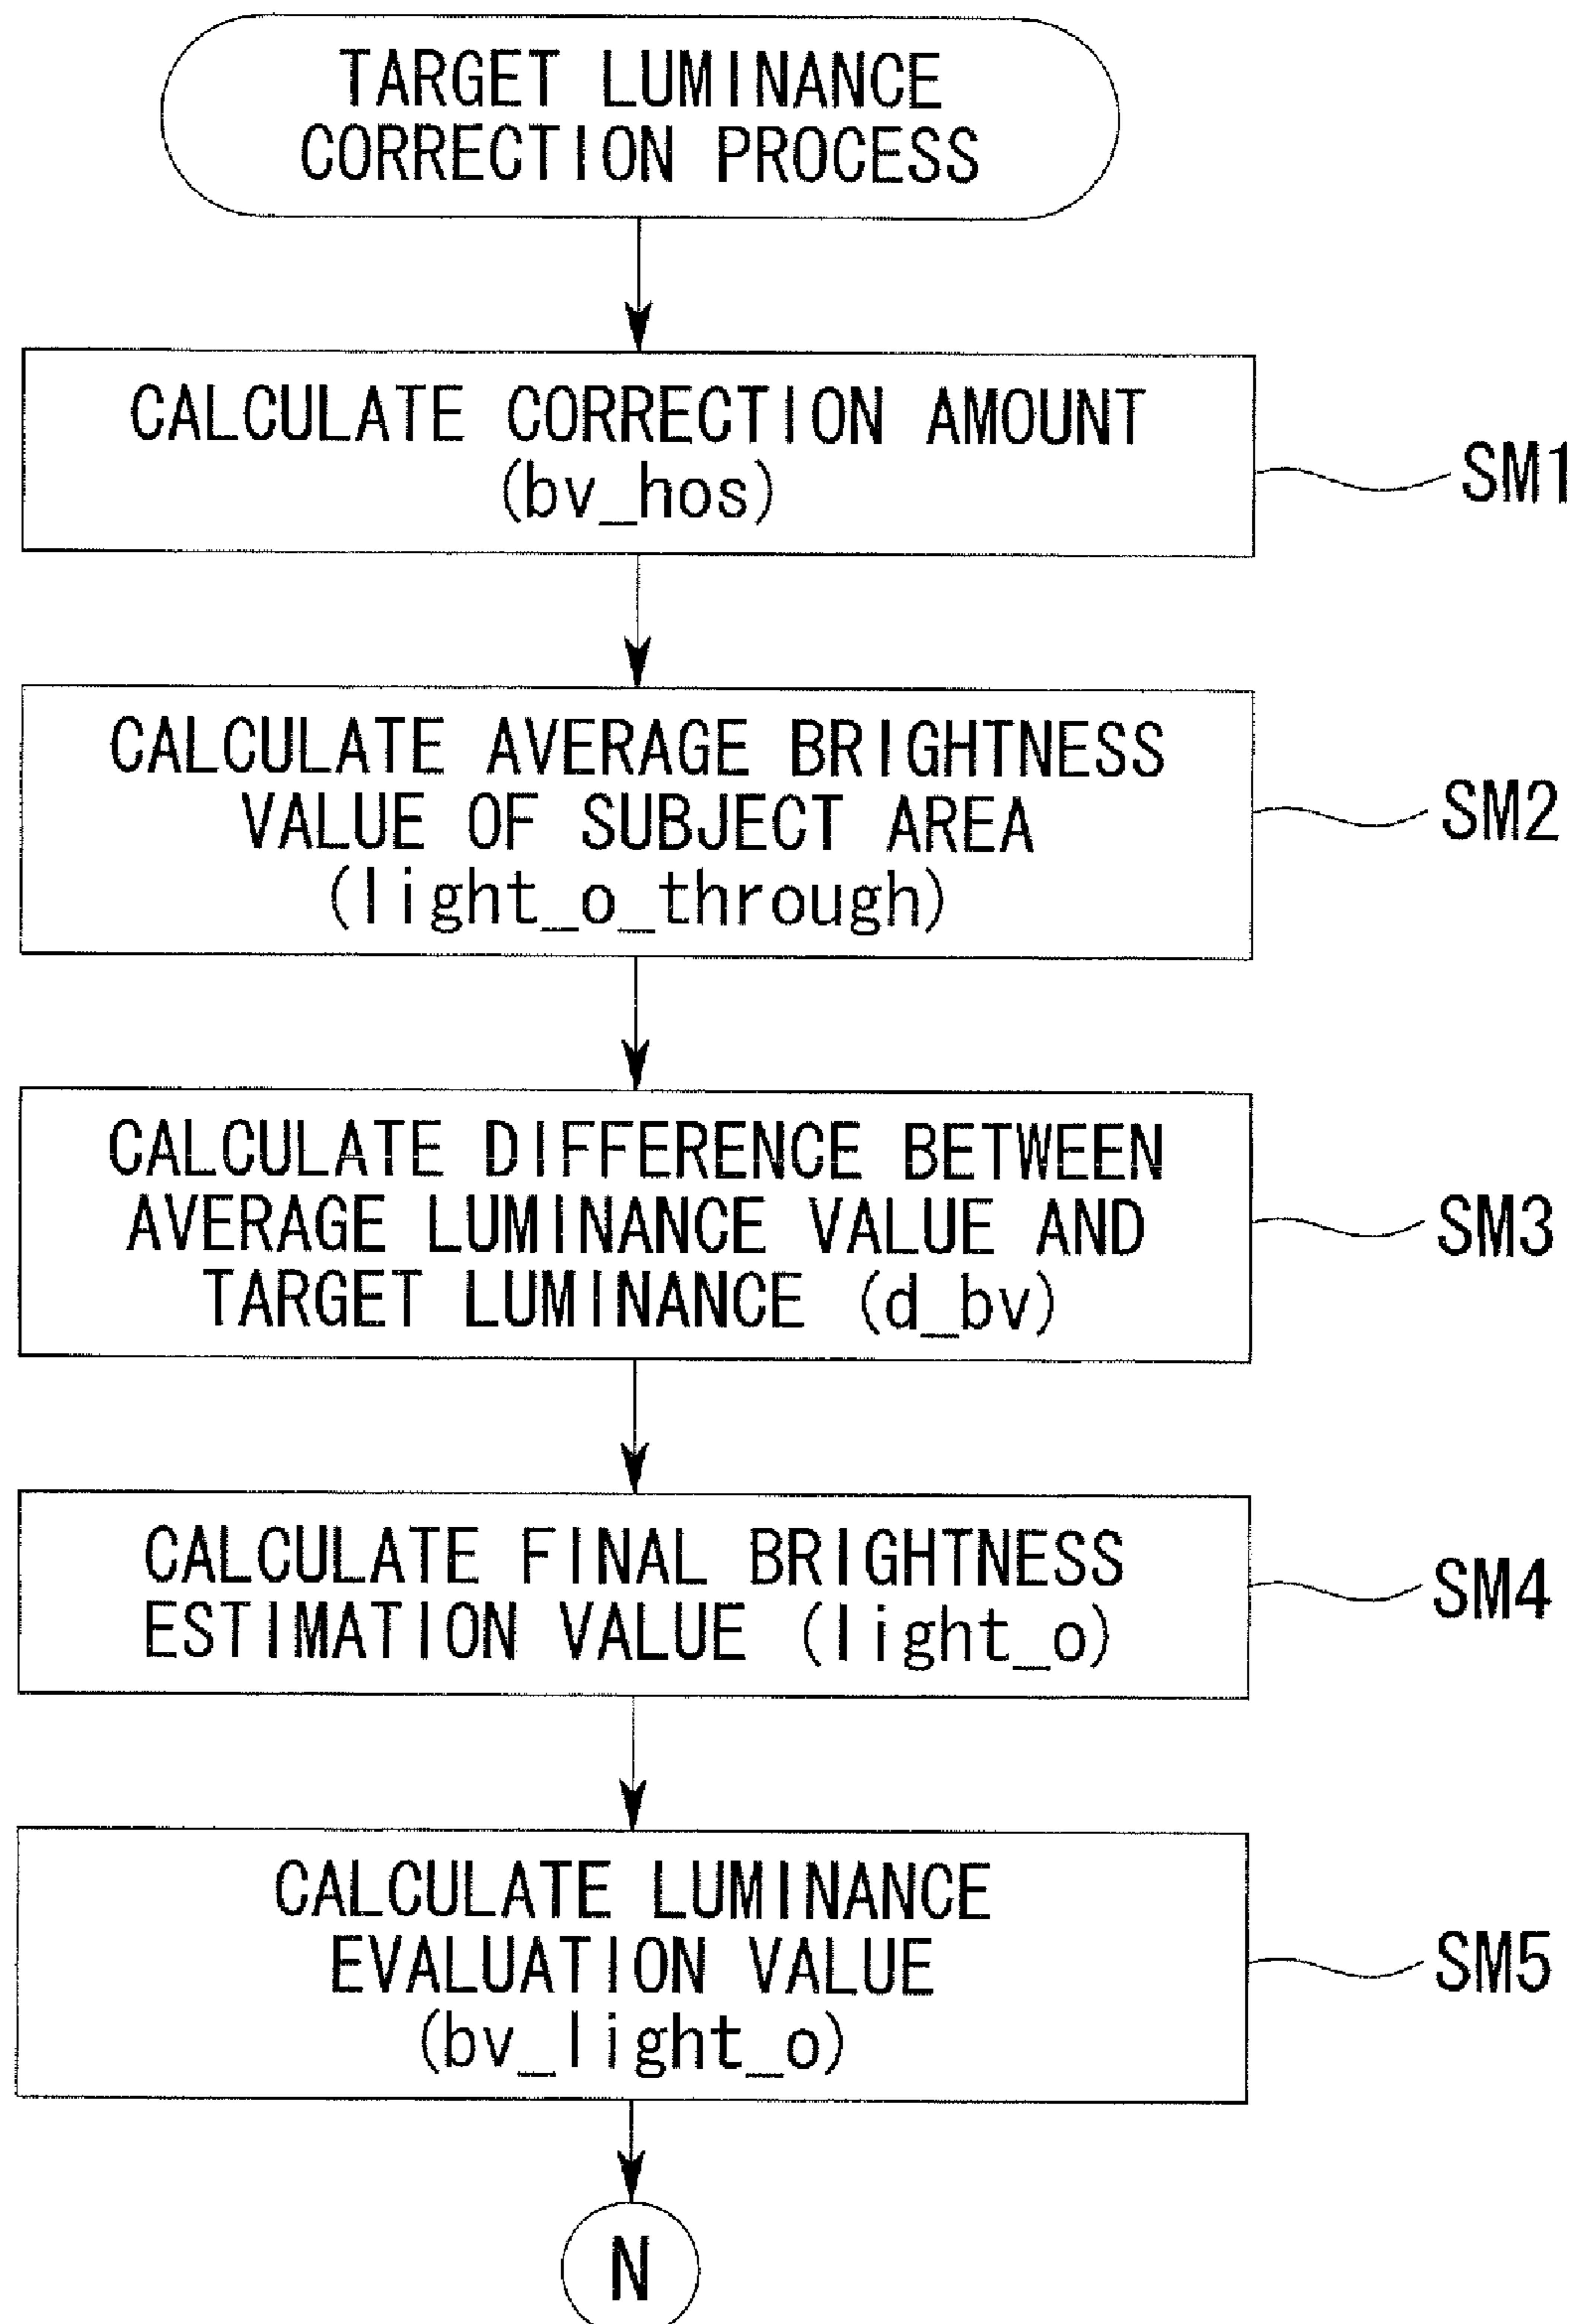 TARGET LUMINANCE
CORRECTION PROCESS
CALCULATE CORRECTION AMOUNT
(bv_hos)
SM1
CALCULATE AVERAGE BRIGHTNESS
VALUE OF SUBJECT AREA
(light_o_through)
SM2
CALCULATE DIFFERENCE BETWEEN
AVERAGE LUMINANCE VALUE AND
TARGET LUMINANCE (d_bv)
SM3
CALCULATE FINAL BRIGHTNESS
ESTIMATION VALUE (light_o)
SM4
CALCULATE LUMINANCE
EVALUATION VALUE
(bv_light_o)
SM5
N